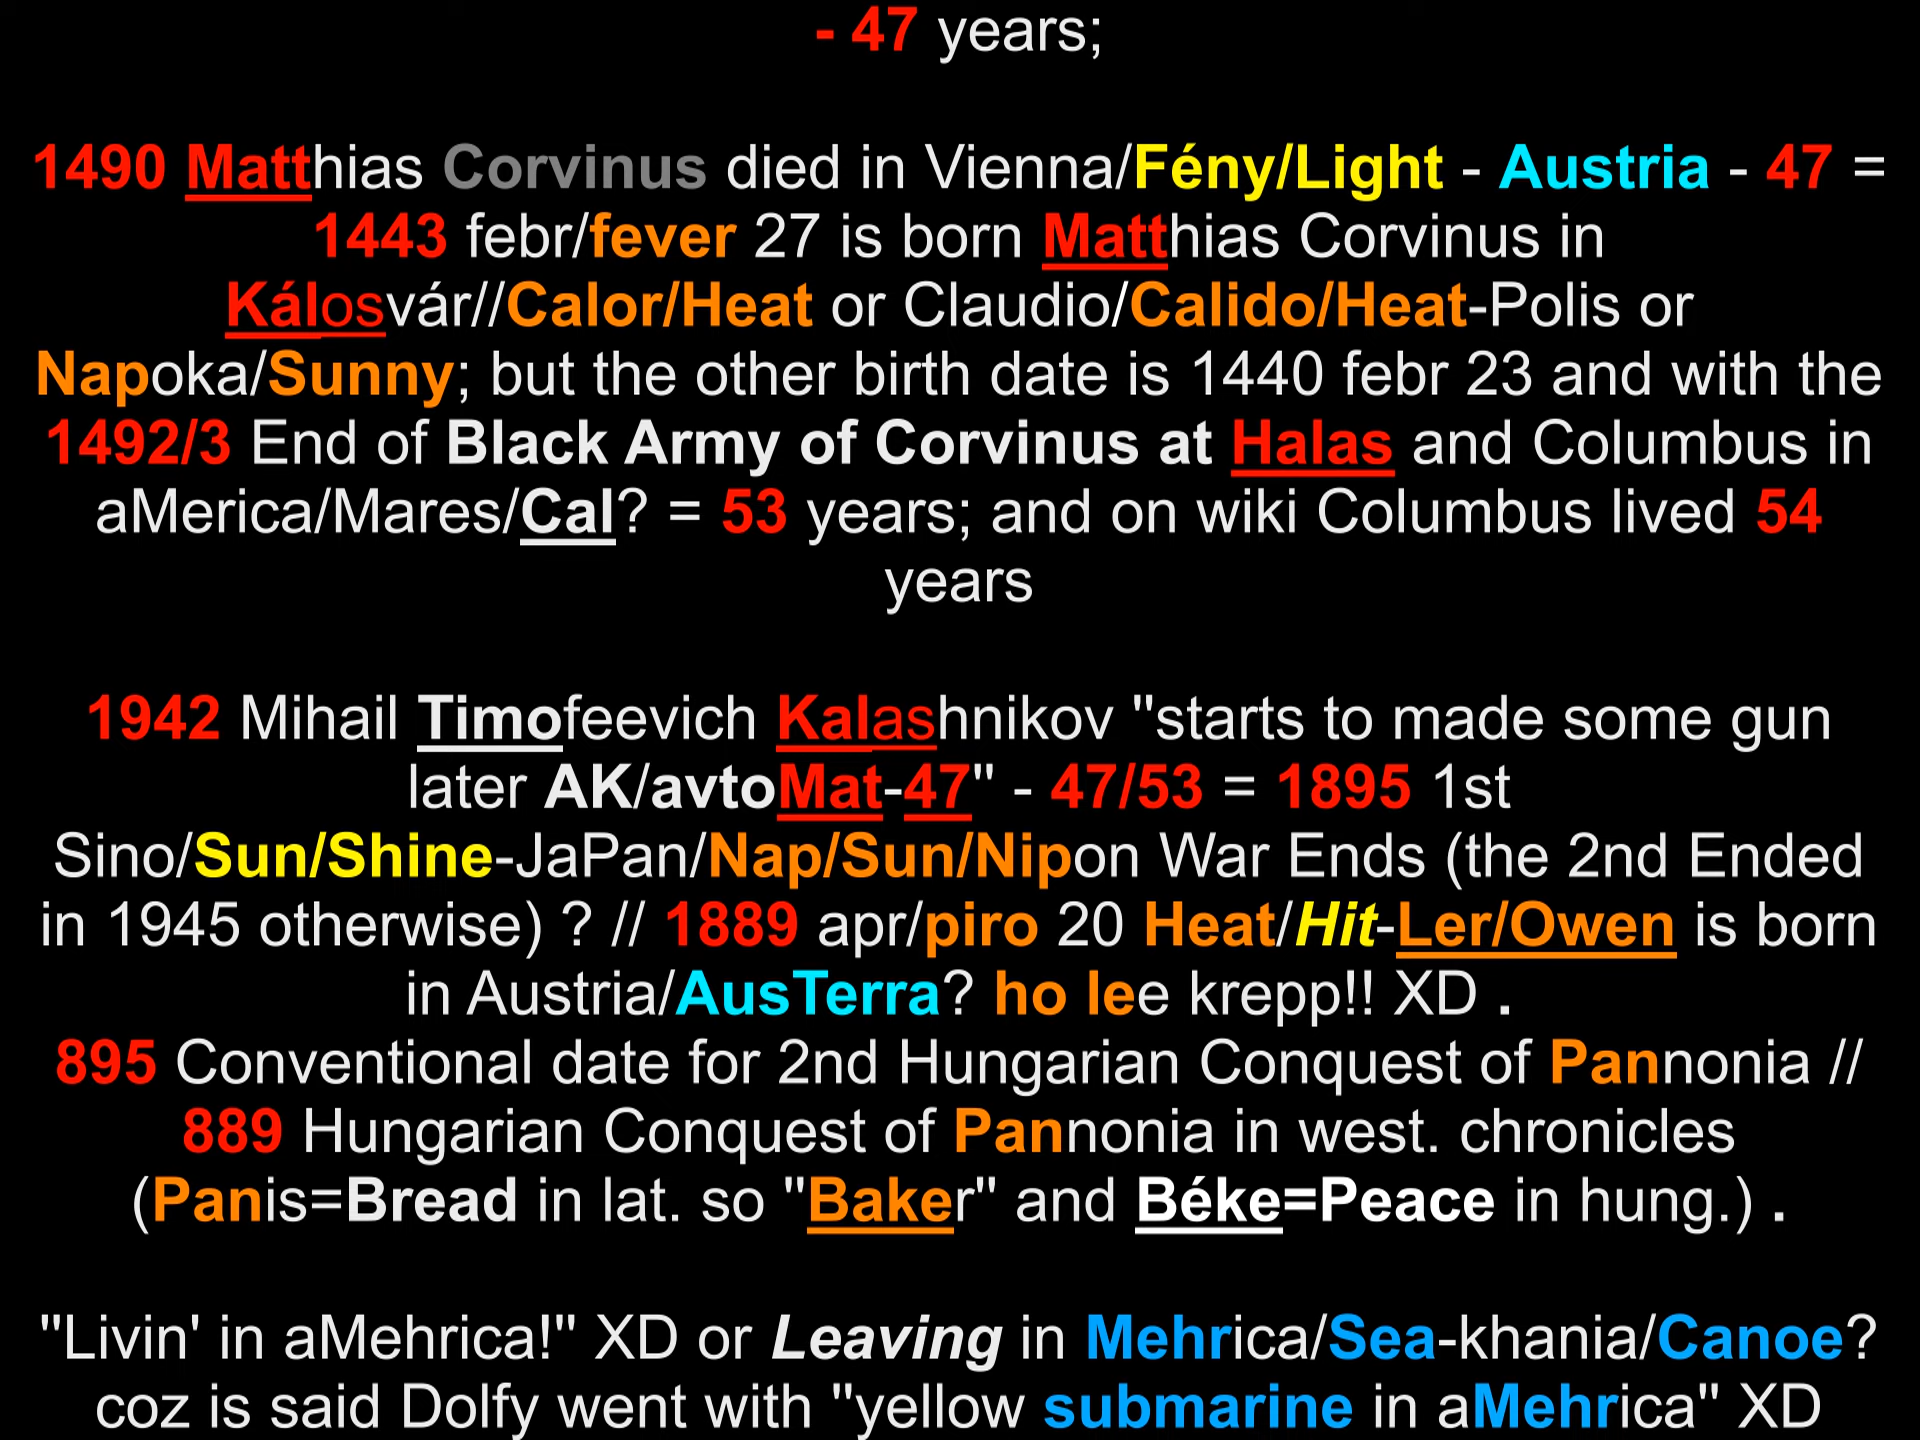 - 47 years;
1490 Matthias Corvinus died in Vienna/Fény/Light - Austria - 47 =
1443 febr/fever 27 is born Matthias Corvinus in
Kálosvár//Calor/Heat or Claudio/Calido/Heat-Polis or
Napoka/Sunny; but the other birth date is 1440 febr 23 and with the
1492/3 End of Black Army of Corvinus at Halas and Columbus in
aMerica/Mares/Cal? = 53 years; and on wiki Columbus lived 54
years
1942 Mihail Timofeevich Kalashnikov "starts to made some gun
later AK/avtoMat-47" - 47/53 = 1895 1st
Sino/Sun/Shine-JaPan/Nap/Sun/Nipon War Ends (the 2nd Ended
in 1945 otherwise) ? // 1889 apr/piro 20 Heat/Hit-Ler/Owen is born
in Austria/AusTerra? ho lee krepp!! XD .
895 Conventional date for 2nd Hungarian Conquest of Pannonia //
889 Hungarian Conquest of Pannonia in west. chronicles
(Panis=Bread in lat. so "Baker" and Béke=Peace in hung.) .
"Livin' in aMehrica!" XD or Leaving in Mehrica/Sea-khania/Canoe?
coz is said Dolfy went with "yellow submarine in aMehrica" XD